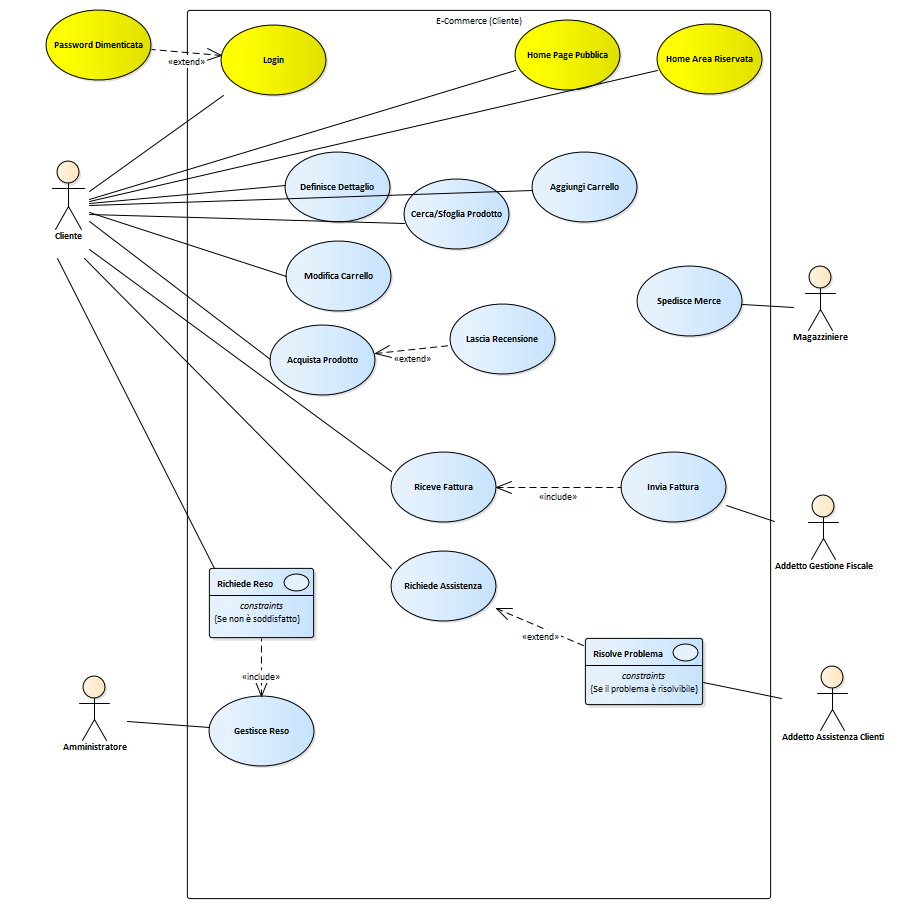 E-Commerce (Cliente)
Password Dimenticata
«extend»
Login
Home Page Pubblica
Home Area Riservata
Cliente
Definisce Dettaglio
Cerca/Sfoglia Prodotto
Aggiungi Carrello
Modifica Carrello
Spedisce Merce
Magazziniere
Acquista Prodotto
«extend»
Lascia Recensione
Riceve Fattura
«include»
Invia Fattura
Addetto Gestione Fiscale
Richiede Reso
constraints
{Se non è soddisfatto}
Richiede Assistenza
«extend»
Risolve Problema
constraints
{Se il problema è risolvibile}
Addetto Assistenza Clienti
«include»
Gestisce Reso
Amministratore